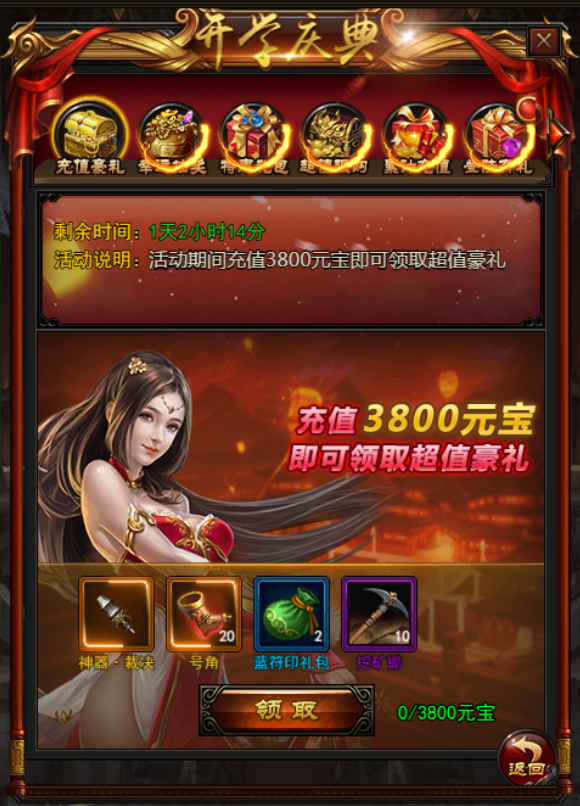 开学庆典
充值豪礼
剩余时间：1天2小时14分
活动说明：活动期间充值3800元宝即可领取超值豪礼
充值3800元宝
即可领取超值豪礼
20 2 10
神器·裁决 号角 蓝符印礼包 挖矿锄
领取 0/3800元宝
返回